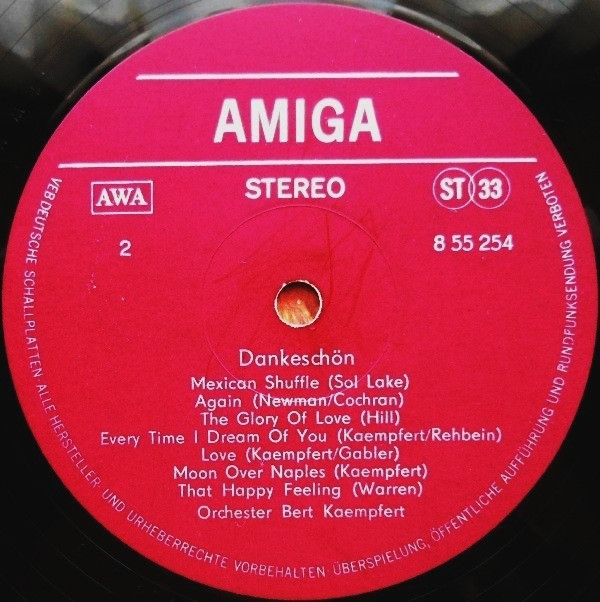 AMIGA
AWA
STEREO
ST 33
2
8 55 254
Dankeschön
Mexican Shuffle (Sol Lake)
Again (Newman/Cochran)
The Glory Of Love (Hill)
Every Time I Dream Of You (Kaempfert/Rehbein)
Love (Kaempfert/Gabler)
Moon Over Naples (Kaempfert)
That Happy Feeling (Warren)
Orchester Bert Kaempfert
VEB DEUTSCHE SCHALLPLATTEN ALLE HERSTELLER- UND URHEBERRECHTE VORBEHALTEN · ÜBERSPIELUNG, ÖFFENTLICHE AUFFÜHRUNG UND RUNDFUNKSENDUNG VERBOTEN